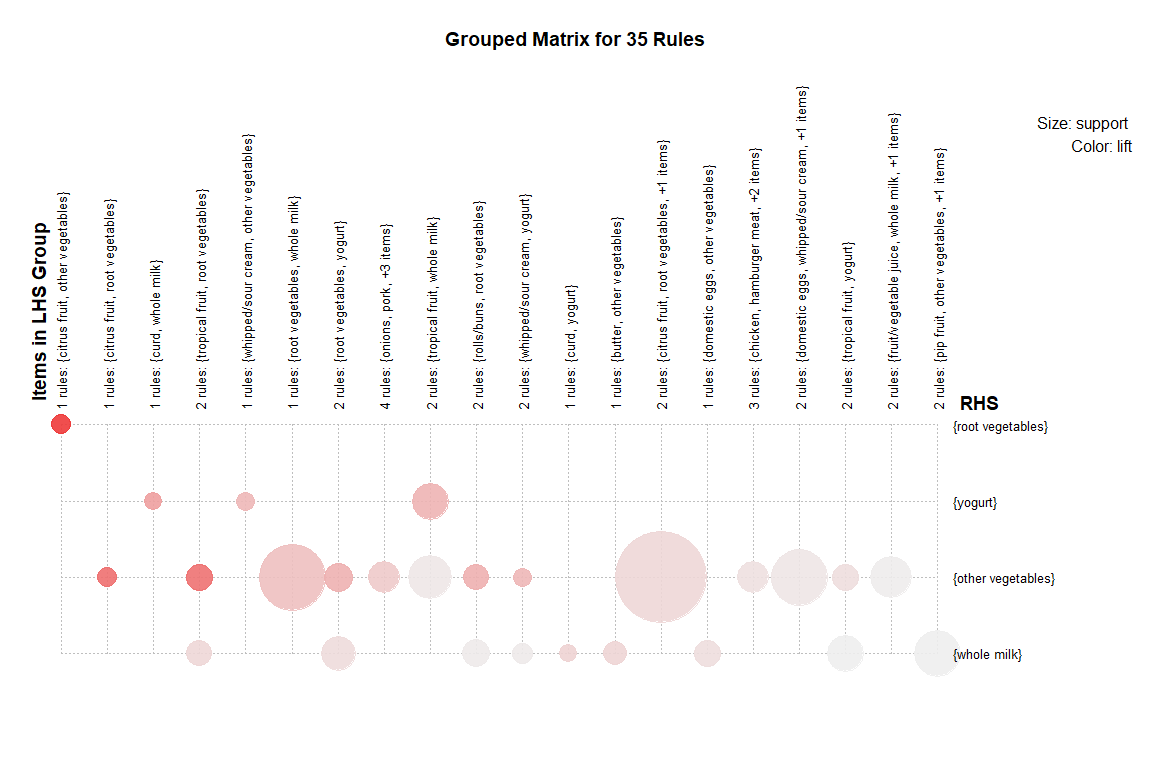 Grouped Matrix for 35 Rules
Size: support
Color: lift
Items in LHS Group
1 rules: {citrus fruit, other vegetables}
1 rules: {citrus fruit, root vegetables}
1 rules: {curd, whole milk}
2 rules: {tropical fruit, root vegetables}
1 rules: {whipped/sour cream, other vegetables}
1 rules: {root vegetables, whole milk}
2 rules: {root vegetables, yogurt}
4 rules: {onions, pork, +3 items}
2 rules: {tropical fruit, whole milk}
2 rules: {rolls/buns, root vegetables}
2 rules: {whipped/sour cream, yogurt}
1 rules: {curd, yogurt}
1 rules: {butter, other vegetables}
2 rules: {citrus fruit, root vegetables, +1 items}
1 rules: {domestic eggs, other vegetables}
3 rules: {chicken, hamburger meat, +2 items}
2 rules: {domestic eggs, whipped/sour cream, +1 items}
2 rules: {tropical fruit, yogurt}
2 rules: {fruit/vegetable juice, whole milk, +1 items}
2 rules: {pip fruit, other vegetables, +1 items}
RHS
{root vegetables}
{yogurt}
{other vegetables}
{whole milk}